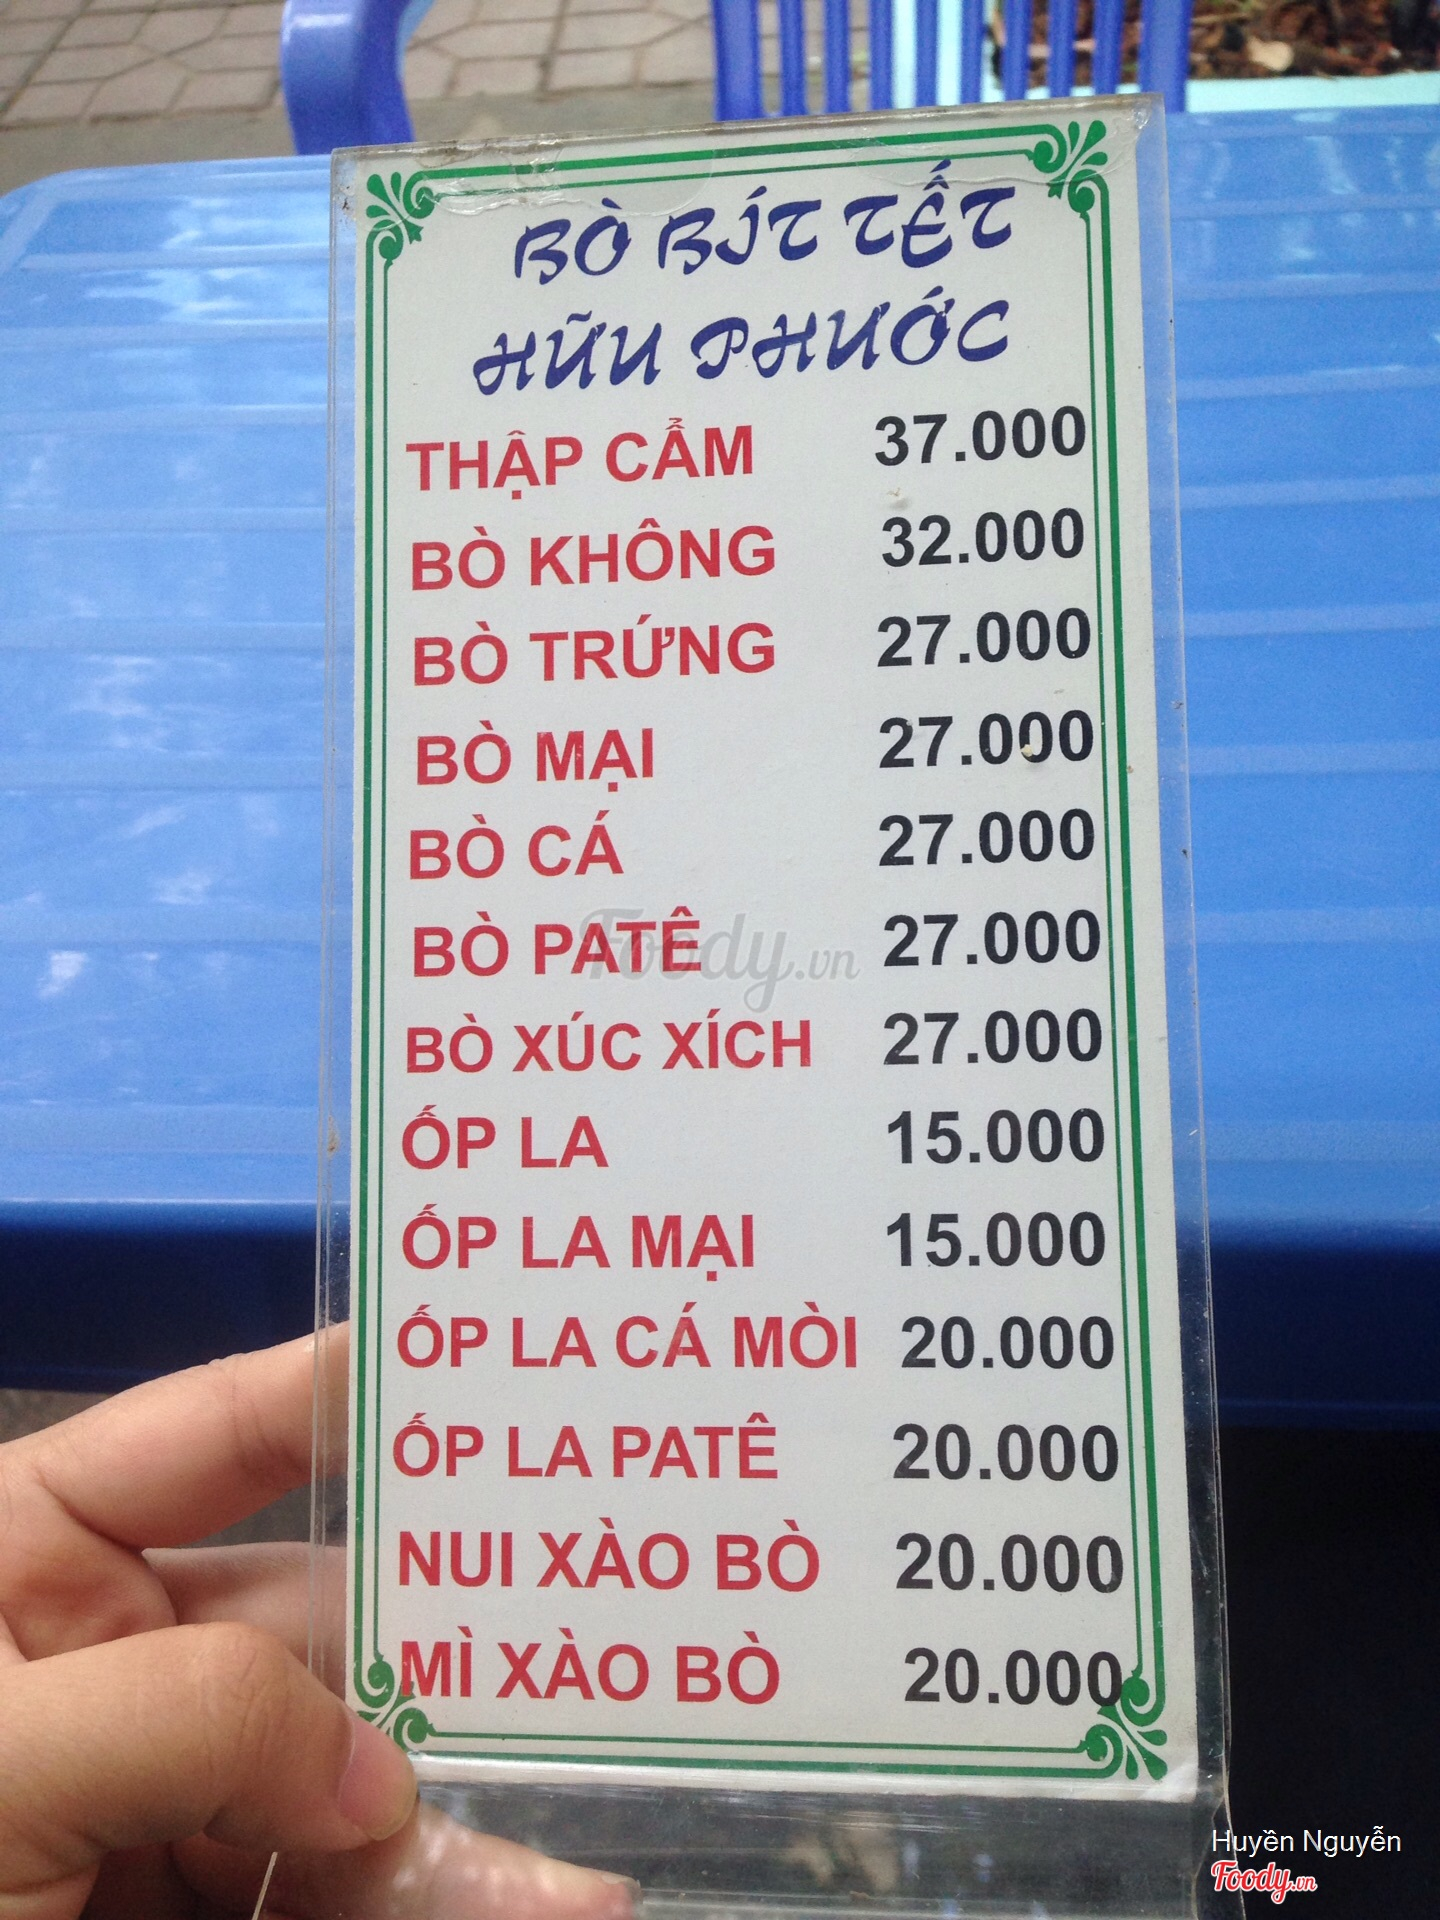 BÒ BÍT TẾT
HỮU PHƯỚC
THẬP CẨM 37.000
BÒ KHÔNG 32.000
BÒ TRỨNG 27.000
BÒ MẠI 27.000
BÒ CÁ 27.000
BÒ PATÊ 27.000
Foody.vn
BÒ XÚC XÍCH 27.000
ỐP LA 15.000
ỐP LA MẠI 15.000
ỐP LA CÁ MÒI 20.000
ỐP LA PATÊ 20.000
NUI XÀO BÒ 20.000
MÌ XÀO BÒ 20.000
Huyền Nguyễn
Foody.vn